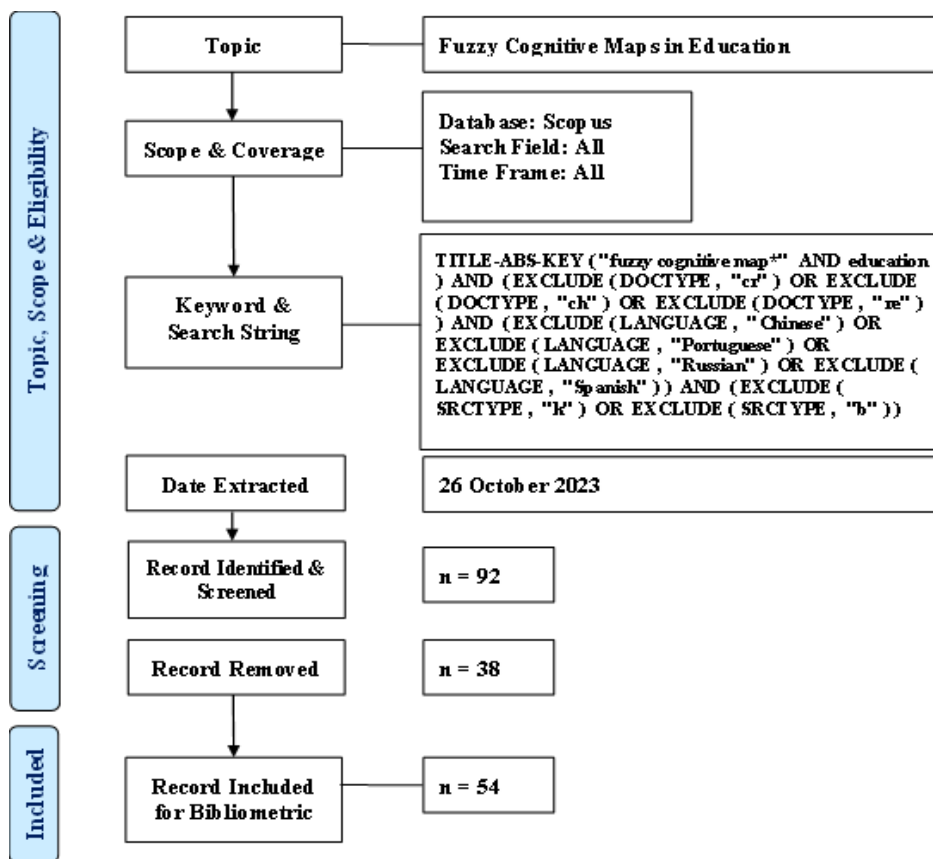 Topic, Scope & Eligibility
Topic
Fuzzy Cognitive Maps in Education
Scope & Coverage
Database: Scopus
Search Field: All
Time Frame: All
Keyword &
Search String
TITLE-ABS-KEY ("fuzzy cognitive map*" AND education
) AND (EXCLUDE (DOCTYPE , "cr") OR EXCLUDE
(DOCTYPE , "ch") OR EXCLUDE (DOCTYPE , "re")
) AND (EXCLUDE (LANGUAGE , "Chinese") OR
EXCLUDE ( LANGUAGE , "Portuguese") OR
EXCLUDE (LANGUAGE , "Russian") OR EXCLUDE (
LANGUAGE , "Spanish" )) AND (EXCLUDE (
SRCTYPE , "k") OR EXCLUDE ( SRCTYPE , "b" ))
Date Extracted
26 October 2023
Screening
Record Identified &
Screened
n = 92
Record Removed
n = 38
Included
Record Included
for Bibliometric
n = 54